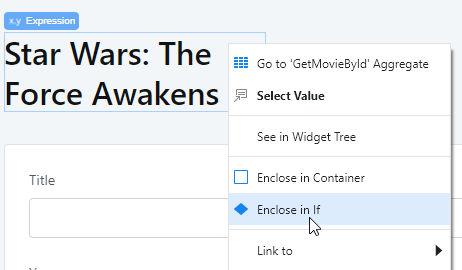 x.y Expression
Star Wars: The
Force Awakens
Go to 'GetMovieById' Aggregate
Select Value
See in Widget Tree
Enclose in Container
Title
Enclose in If
Link to